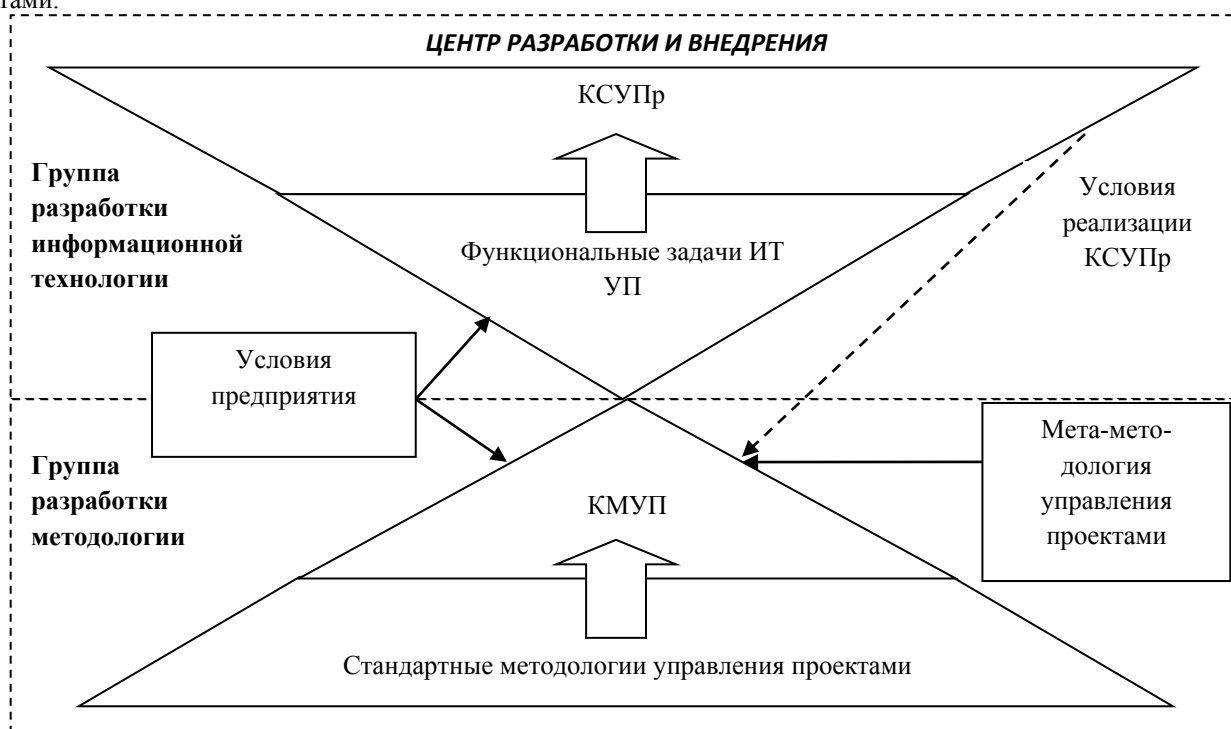 тами.
ЦЕНТР РАЗРАБОТКИ И ВНЕДРЕНИЯ
КСУПр
Группа
разработки
информационной
технологии
Условия
реализации
КСУПр
Функциональные задачи ИТ
УП
Условия
предприятия
Мета-мето-
дология
управления
проектами
Группа
разработки
методологии
КМУП
Стандартные методологии управления проектами